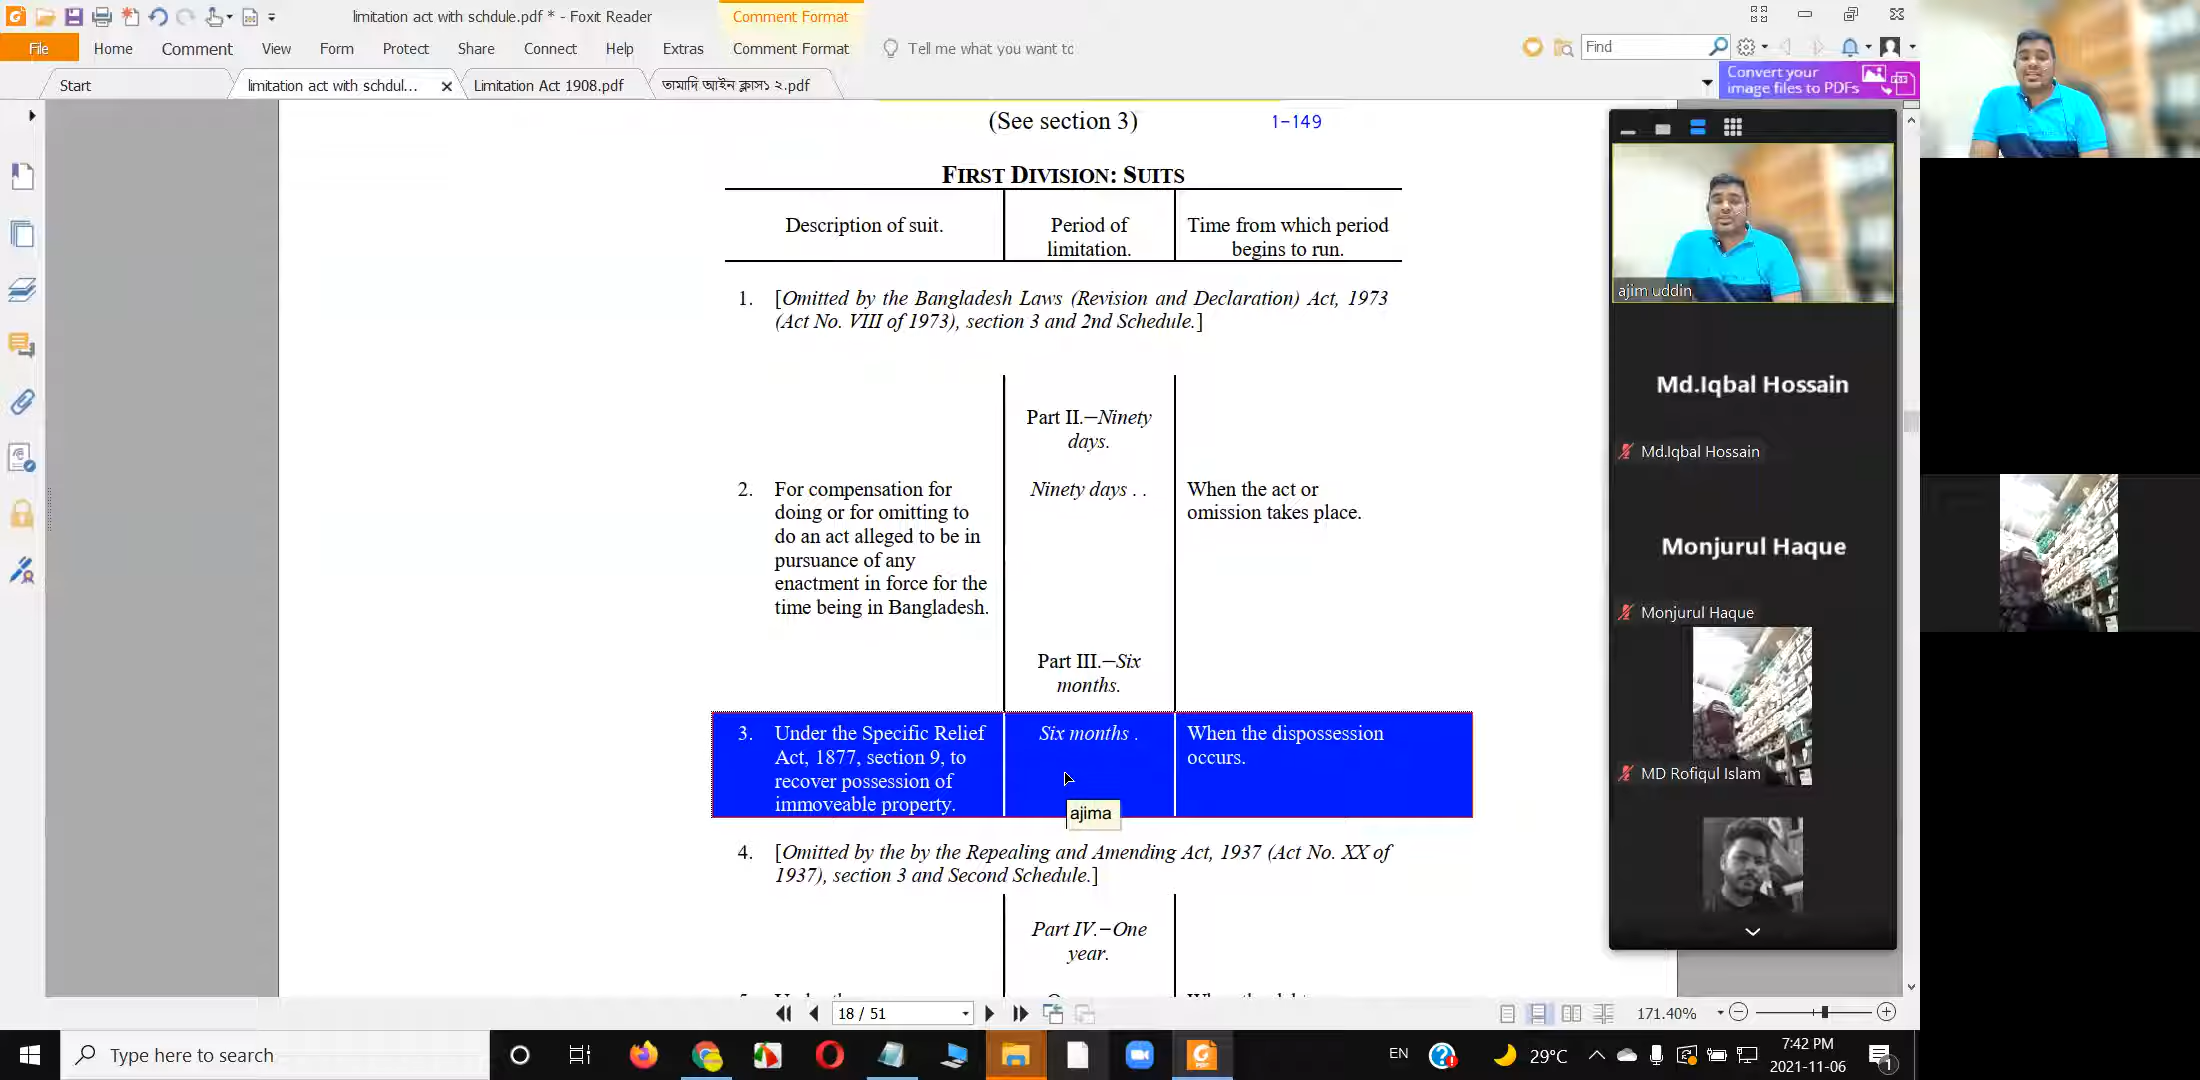 limitation act with schdule.pdf * - Foxit Reader
Comment Format
File
Home
Comment
View
Form
Protect
Share
Connect
Help
Extras
Comment Format
Tell me what you want to
Find
Start
limitation act with schdul...
Limitation Act 1908.pdf
তামাদি আইন ক্লাস১ ২.pdf
Convert your
image files to PDFs
(See section 3)
1-149
FIRST DIVISION: SUITS
Description of suit.
Period of
limitation.
Time from which period
begins to run.
1. [Omitted by the Bangladesh Laws (Revision and Declaration) Act, 1973
(Act No. VIII of 1973), section 3 and 2nd Schedule.]
Part II.–Ninety
days.
2. For compensation for
doing or for omitting to
do an act alleged to be in
pursuance of any
enactment in force for the
time being in Bangladesh.
Ninety days . .
When the act or
omission takes place.
Part III.–Six
months.
3. Under the Specific Relief
Act, 1877, section 9, to
recover possession of
immoveable property.
Six months .
When the dispossession
occurs.
ajima
4. [Omitted by the by the Repealing and Amending Act, 1937 (Act No. XX of
1937), section 3 and Second Schedule.]
Part IV.–One
year.
ajim uddin
Md.Iqbal Hossain
Md.Iqbal Hossain
Monjurul Haque
Monjurul Haque
MD Rofiqul Islam
18 / 51
171.40%
Type here to search
EN
29°C
7:42 PM
2021-11-06
1